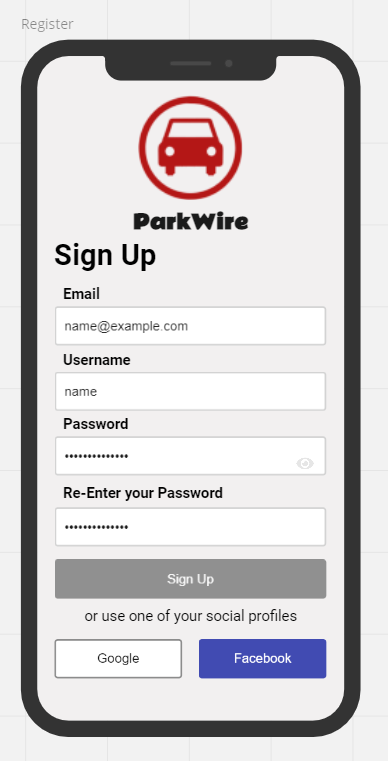 Register
ParkWire
Sign Up
Email
name@example.com
Username
name
Password
••••••••••••••
Re-Enter your Password
••••••••••••••
Sign Up
or use one of your social profiles
Google Facebook